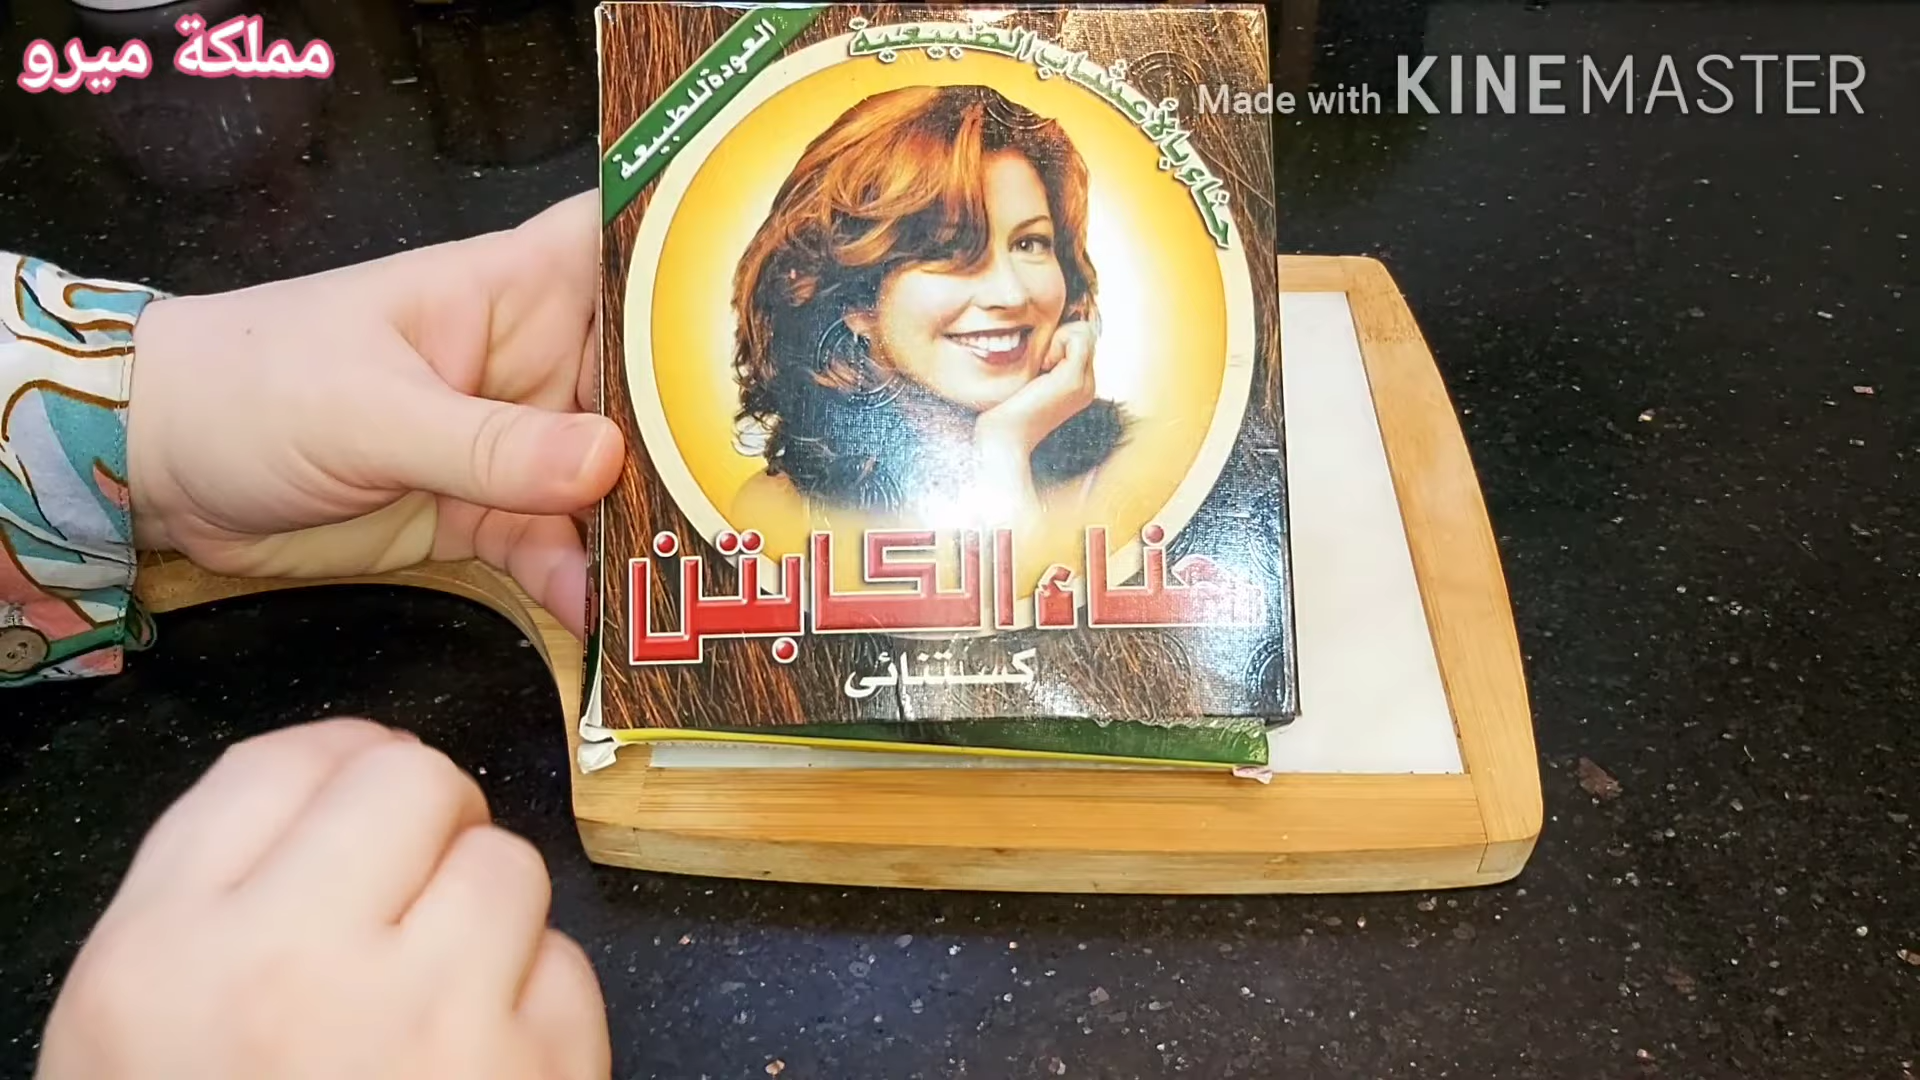 مملكة ميرو
Made with KINEMASTER
العودة للطبيعة
حناء بالأعشاب الطبيعية
حناء الكابتن
كستنائى